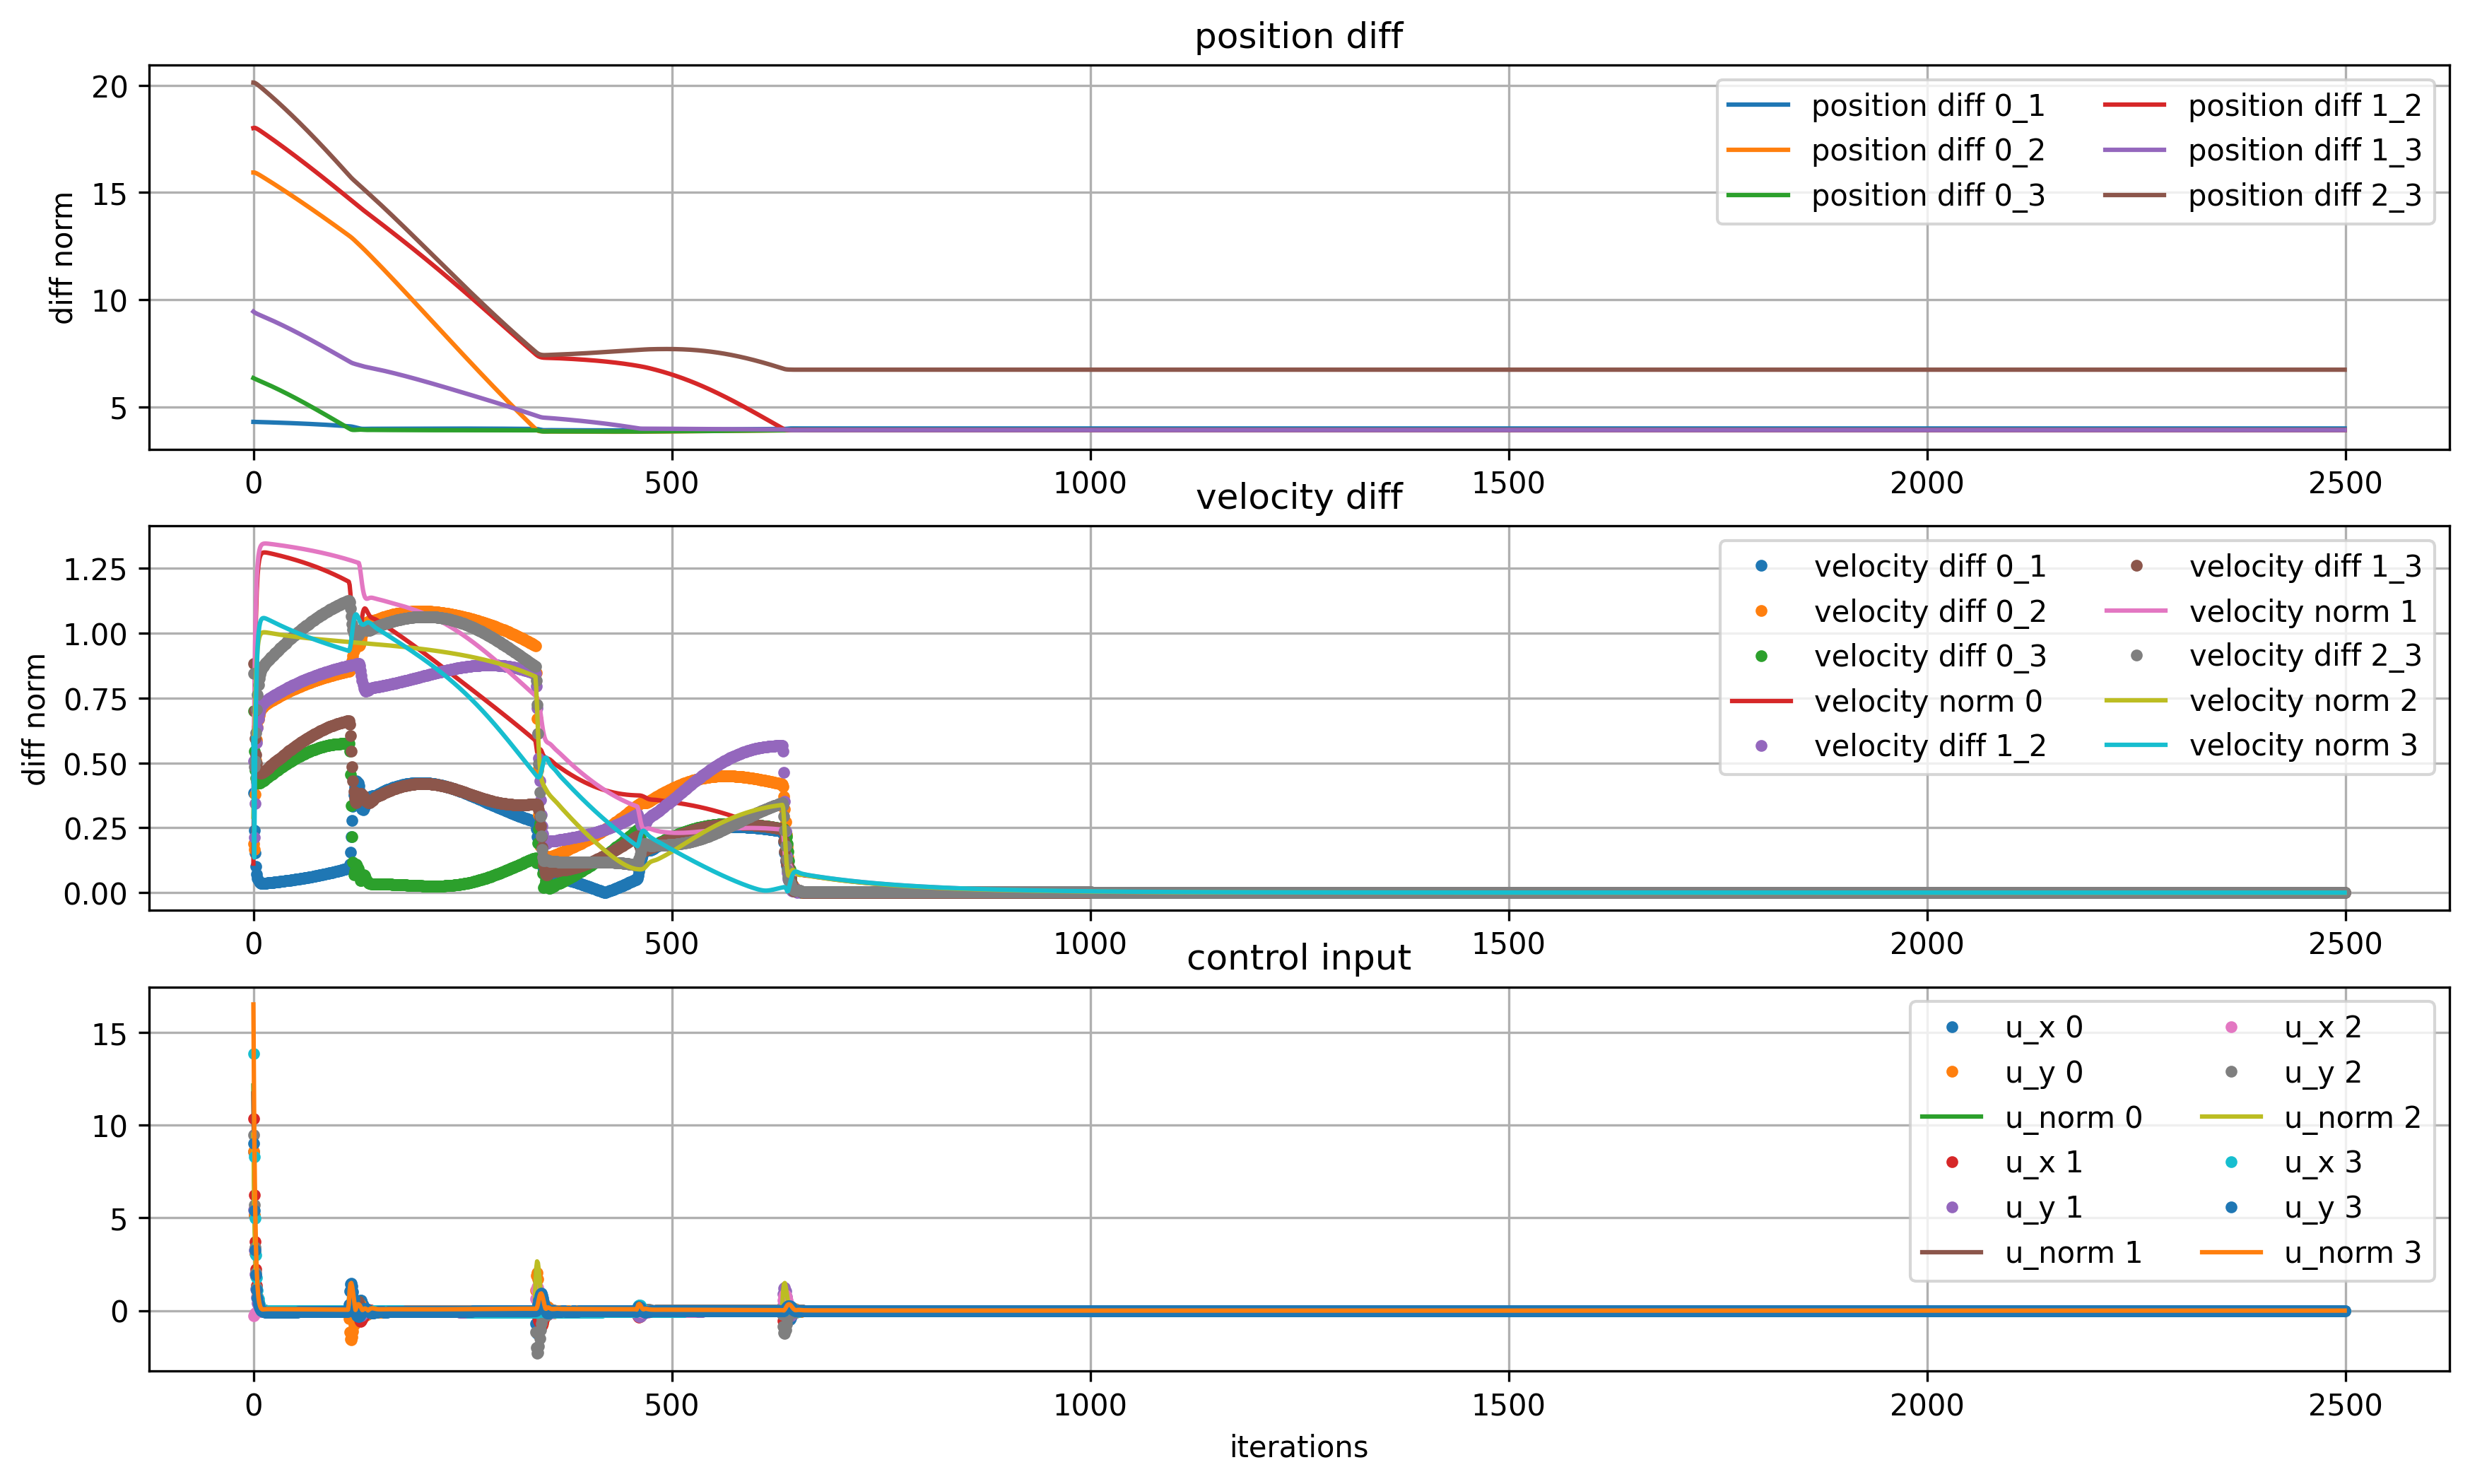 position diff
20
15
10
5
diff norm
position diff 0_1
position diff 0_2
position diff 0_3
position diff 1_2
position diff 1_3
position diff 2_3
0 500 1000 1500 2000 2500
velocity diff
1.25
1.00
0.75
0.50
0.25
0.00
diff norm
velocity diff 0_1
velocity diff 0_2
velocity diff 0_3
velocity norm 0
velocity diff 1_2
velocity diff 1_3
velocity norm 1
velocity diff 2_3
velocity norm 2
velocity norm 3
0 500 1000 1500 2000 2500
control input
15
10
5
0
u_x 0
u_y 0
u_norm 0
u_x 1
u_y 1
u_norm 1
u_x 2
u_y 2
u_norm 2
u_x 3
u_y 3
u_norm 3
0 500 1000 1500 2000 2500
iterations